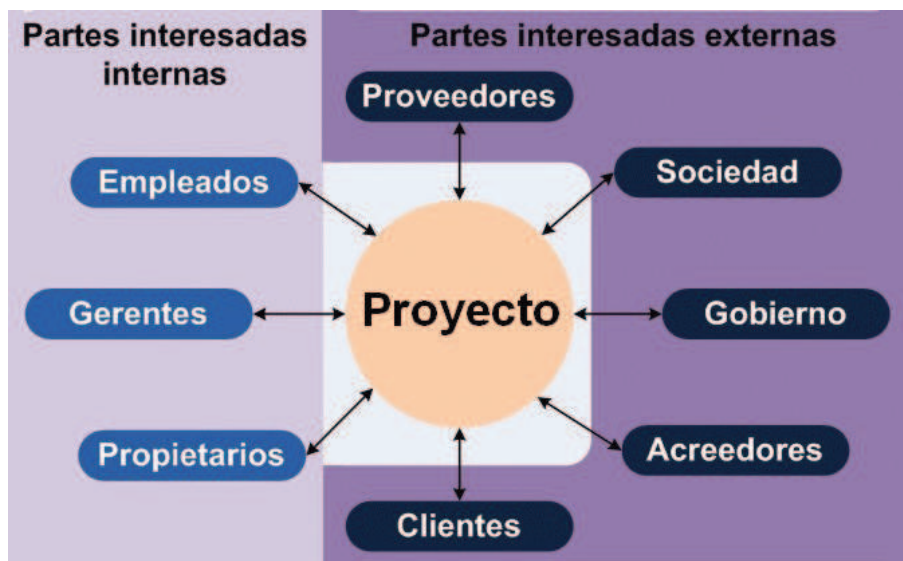 Partes interesadas
internas
Partes interesadas externas
Proveedores
Empleados
Sociedad
Gerentes
Proyecto
Gobierno
Propietarios
Acreedores
Clientes